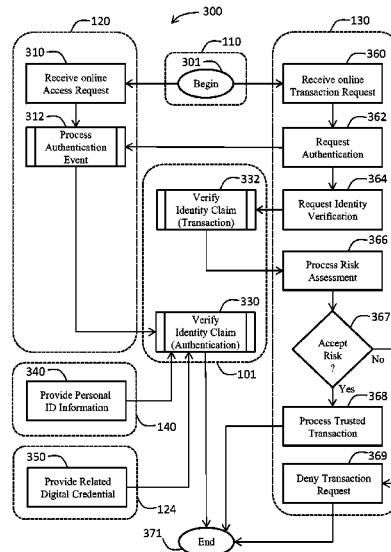 300
120
110
130
310
Receive online
Access Request
301
Begin
360
Receive online
Transaction Request
312
Process
Authentication
Event
362
Request
Authentication
332
Verify
Identity Claim
(Transaction)
364
Request Identity
Verification
366
Process Risk
Assessment
330
Verify
Identity Claim
(Authentication)
101
367
Accept
Risk
?
No
Yes
340
Provide Personal
ID Information
140
368
Process Trusted
Transaction
350
Provide Related
Digital Credential
124
369
Deny Transaction
Request
371
End